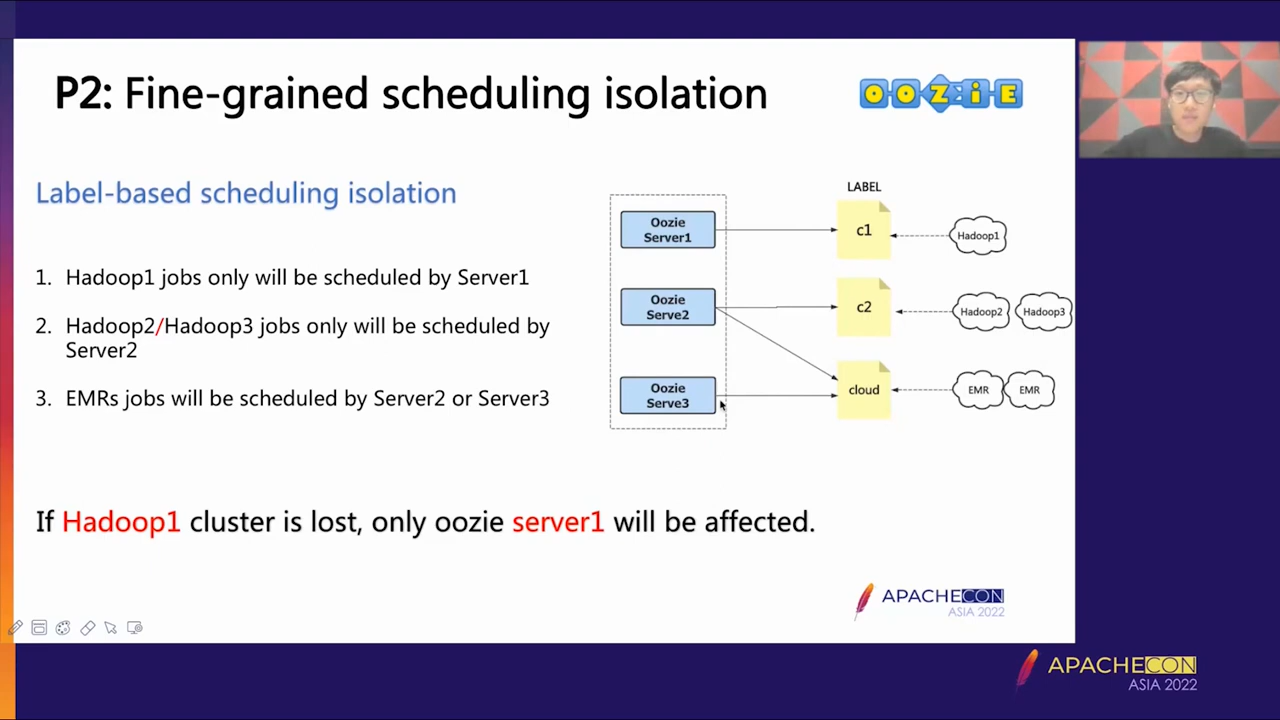 P2: Fine-grained scheduling isolation
OOZiE
Label-based scheduling isolation
1. Hadoop1 jobs only will be scheduled by Server1
2. Hadoop2/Hadoop3 jobs only will be scheduled by
Server2
3. EMRs jobs will be scheduled by Server2 or Server3
LABEL
Oozie
Server1
c1
Hadoop1
Oozie
Serve2
c2
Hadoop2
Hadoop3
Oozie
Serve3
cloud
EMR
EMR
If Hadoop1 cluster is lost, only oozie server1 will be affected.
APACHECON
ASIA 2022
APACHECON
ASIA 2022